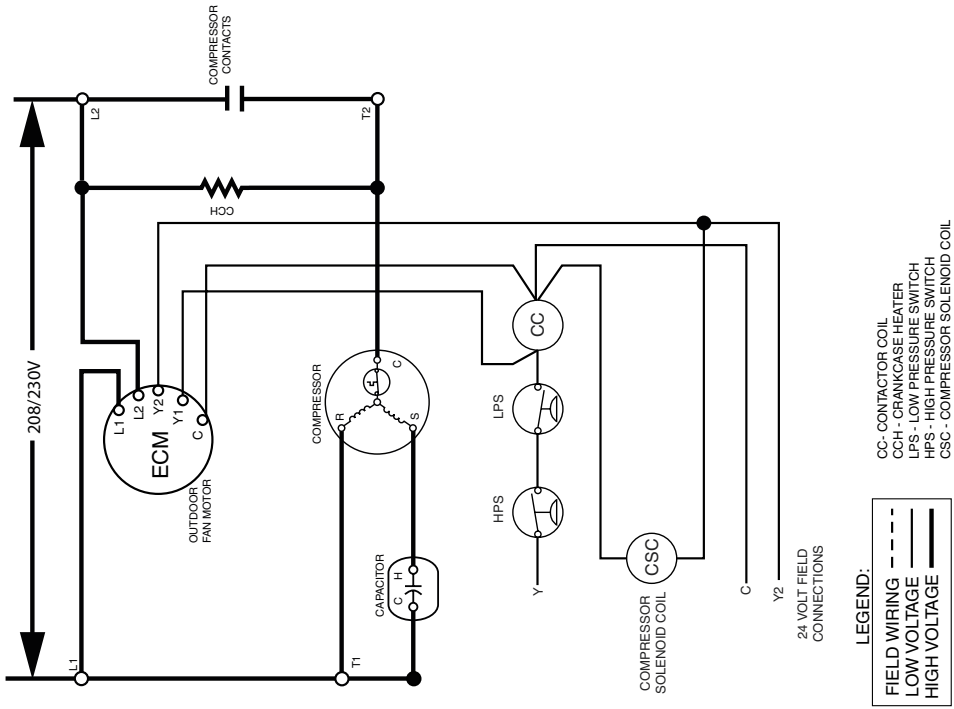 COMPRESSOR
CONTACTS
L2
T2
208/230V
CCH
L1
L2
Y2
Y1
C
ECM
OUTDOOR
FAN MOTOR
COMPRESSOR
R
C
S
CC
LPS
HPS
CAPACITOR
C
H
L1
T1
Y
CSC
COMPRESSOR
SOLENOID COIL
C
Y2
24 VOLT FIELD
CONNECTIONS
CC- CONTACTOR COIL
CCH - CRANKCASE HEATER
LPS - LOW PRESSURE SWITCH
HPS - HIGH PRESSURE SWITCH
CSC - COMPRESSOR SOLENOID COIL
LEGEND:
FIELD WIRING
LOW VOLTAGE
HIGH VOLTAGE